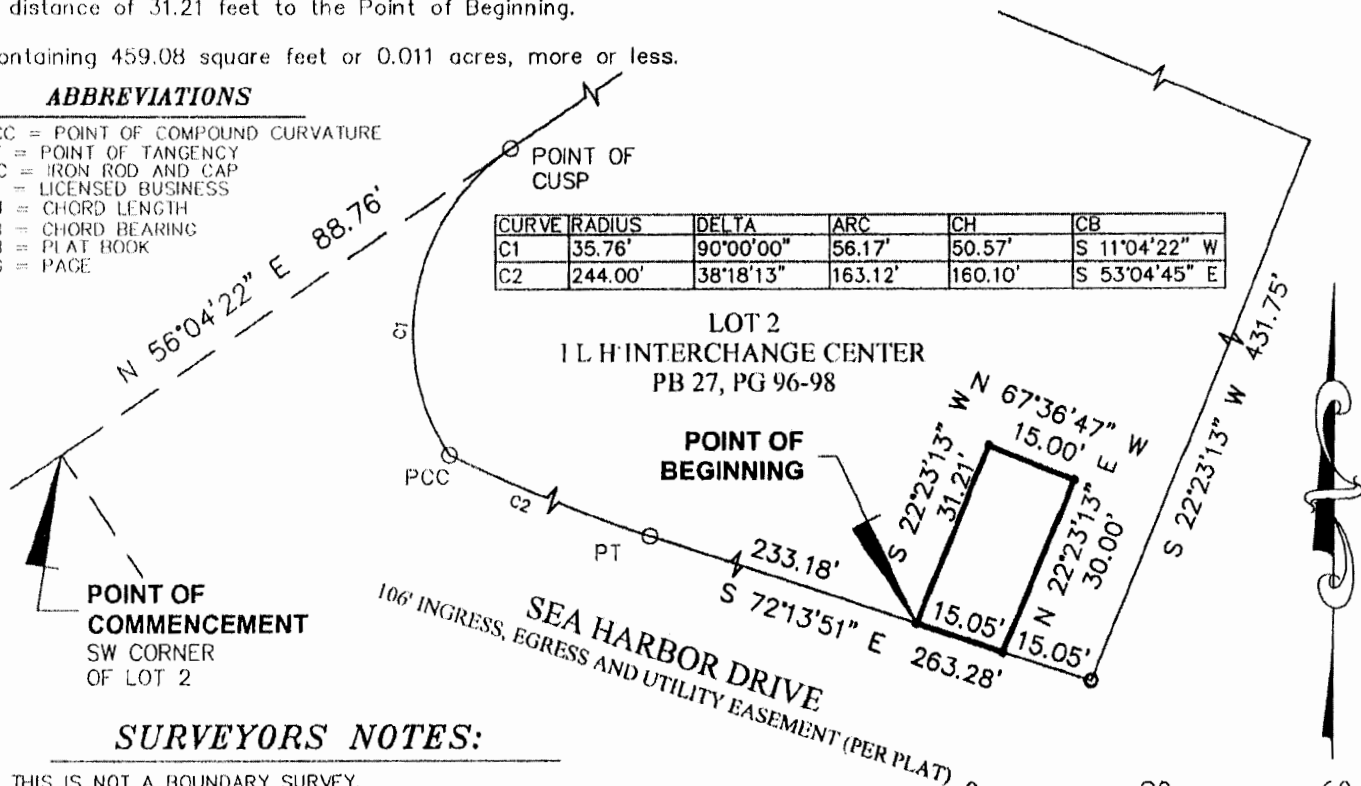 distance of 31.21 feet to the Point of Beginning.
ontaining 459.08 square feet or 0.011 acres, more or less.
ABBREVIATIONS
CC = POINT OF COMPOUND CURVATURE
= POINT OF TANGENCY
C = IRON ROD AND CAP
= LICENSED BUSINESS
= CHORD LENGTH
= CHORD BEARING
= PLAT BOOK
= PAGE
POINT OF
CUSP
N 56°04'22" E 88.76'
CURVE RADIUS DELTA ARC CH CB
C1 35.76' 90°00'00" 56.17' 50.57' S 11°04'22" W
C2 244.00' 38°18'13" 163.12' 160.10' S 53°04'45" E
C1
LOT 2
I L H INTERCHANGE CENTER
PB 27, PG 96-98
S 22°23'13" W 431.75'
N 67°36'47" W
15.00'
POINT OF
BEGINNING
S 22°23'13" W
31.21'
N 22°23'13" E
30.00'
PCC
C2
PT
233.18'
S 72°13'51" E 263.28'
15.05'
15.05'
POINT OF
COMMENCEMENT
SW CORNER
OF LOT 2
SEA HARBOR DRIVE
106' INGRESS, EGRESS AND UTILITY EASEMENT (PER PLAT)
SURVEYORS NOTES:
THIS IS NOT A BOUNDARY SURVEY